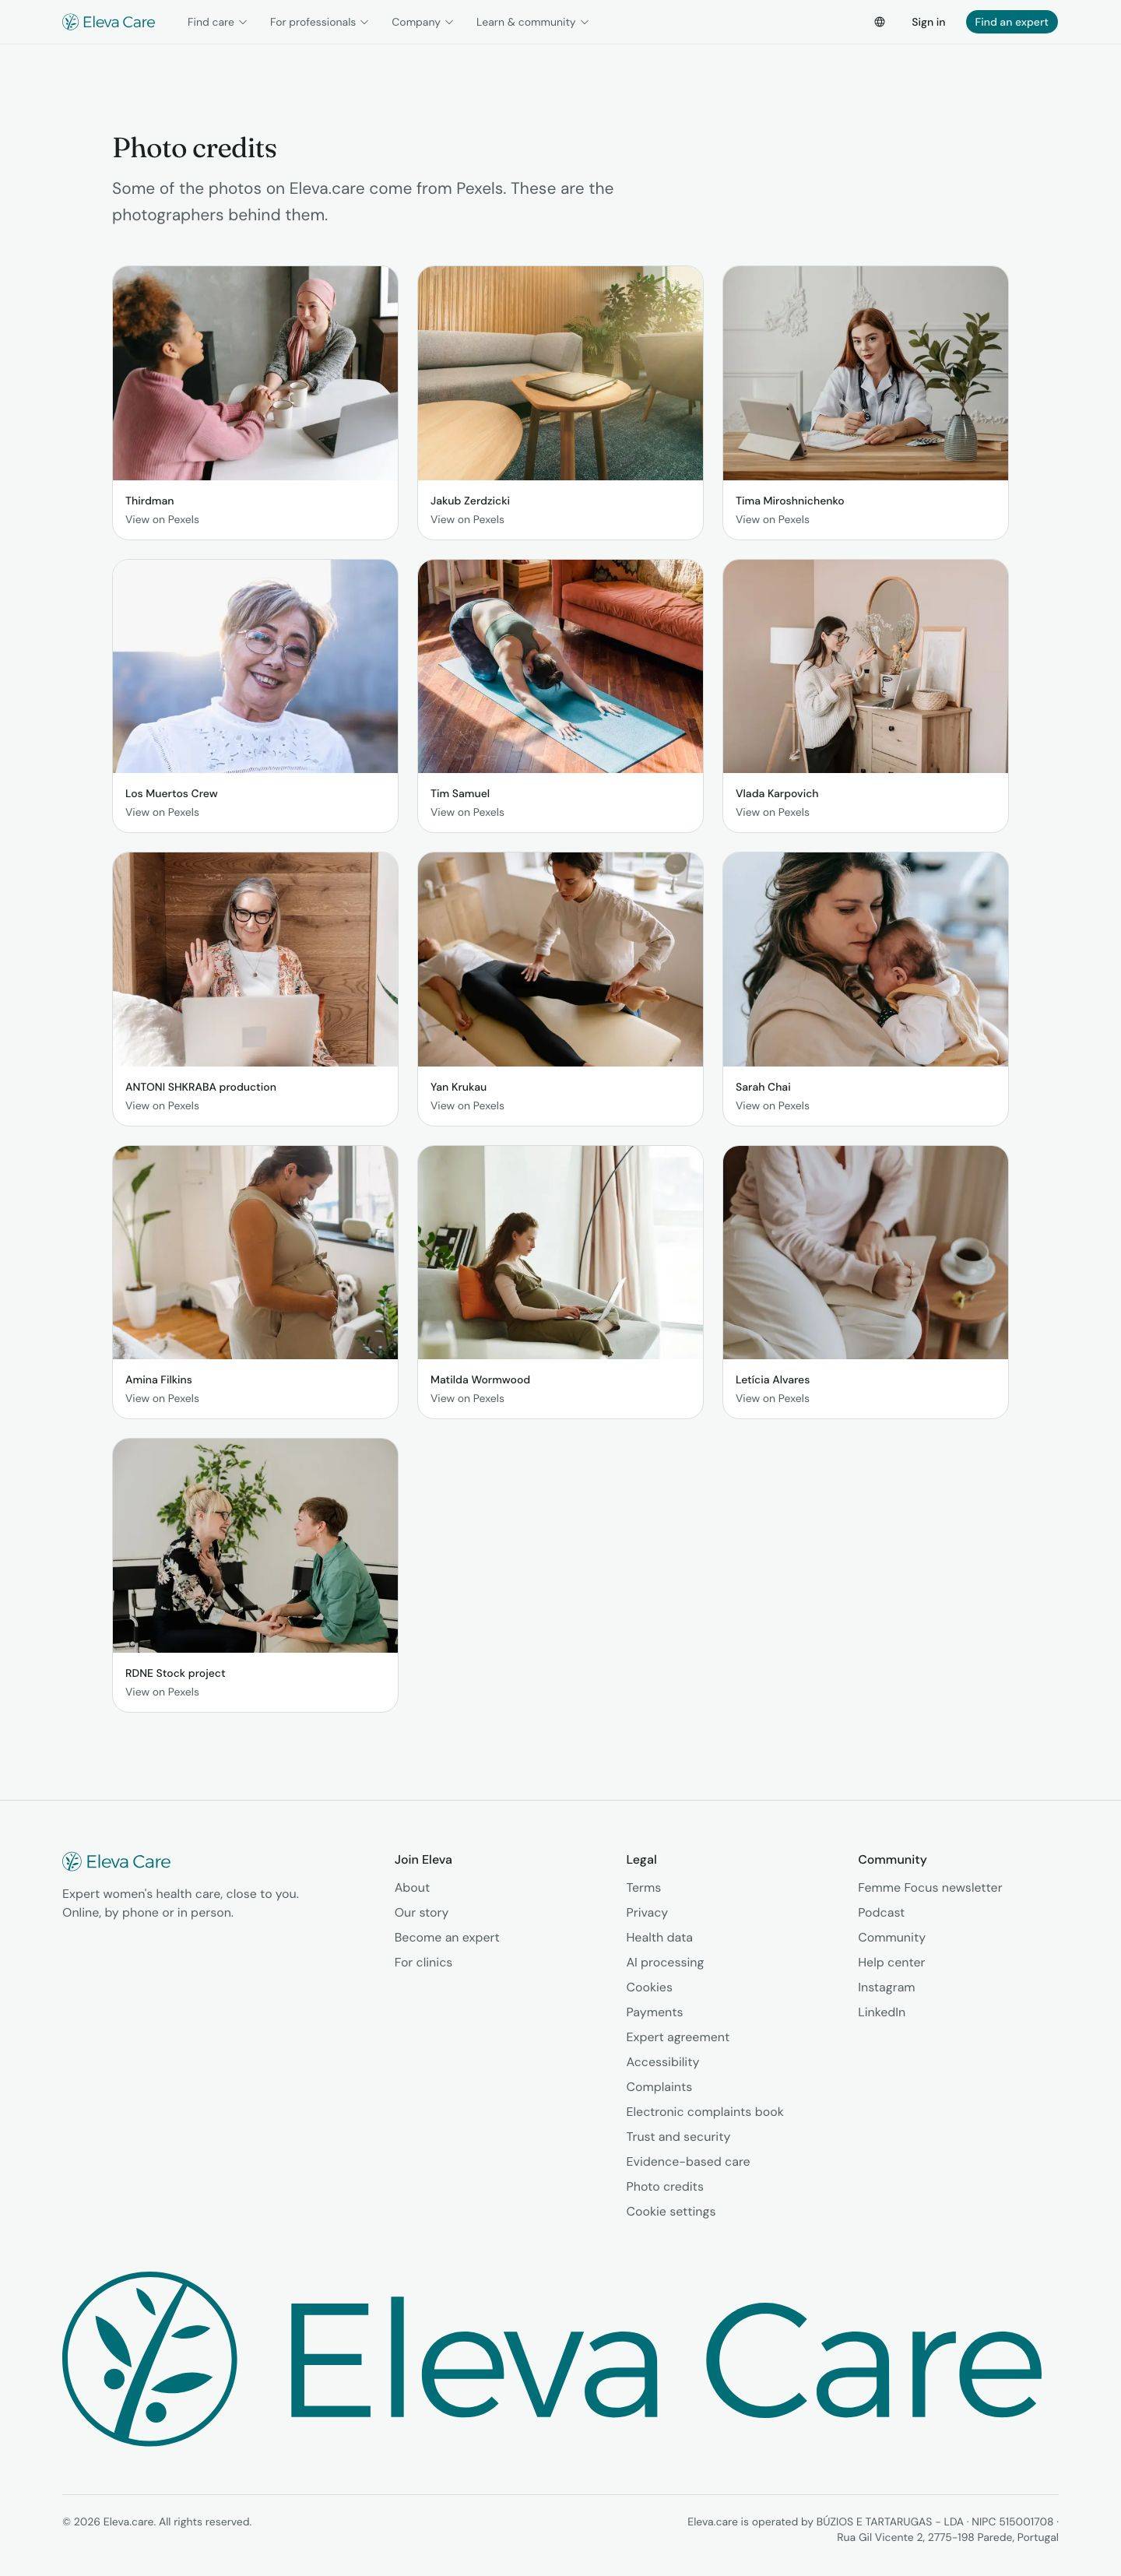 Eleva Care
Find care
For professionals
Company
Learn & community
Sign in
Find an expert
Photo credits
Some of the photos on Eleva.care come from Pexels. These are the
photographers behind them.
Thirdman
View on Pexels
Jakub Zerdzicki
View on Pexels
Tima Miroshnichenko
View on Pexels
Los Muertos Crew
View on Pexels
Tim Samuel
View on Pexels
Vlada Karpovich
View on Pexels
ANTONI SHKRABA production
View on Pexels
Yan Krukau
View on Pexels
Sarah Chai
View on Pexels
Amina Filkins
View on Pexels
Matilda Wormwood
View on Pexels
Letícia Alvares
View on Pexels
RDNE Stock project
View on Pexels
Eleva Care
Expert women's health care, close to you.
Online, by phone or in person.
Join Eleva
About
Our story
Become an expert
For clinics
Legal
Terms
Privacy
Health data
AI processing
Cookies
Payments
Expert agreement
Accessibility
Complaints
Electronic complaints book
Trust and security
Evidence-based care
Photo credits
Cookie settings
Community
Femme Focus newsletter
Podcast
Community
Help center
Instagram
LinkedIn
Eleva Care
© 2026 Eleva.care. All rights reserved.
Eleva.care is operated by BÚZIOS E TARTARUGAS - LDA · NIPC 515001708 ·
Rua Gil Vicente 2, 2775-198 Parede, Portugal